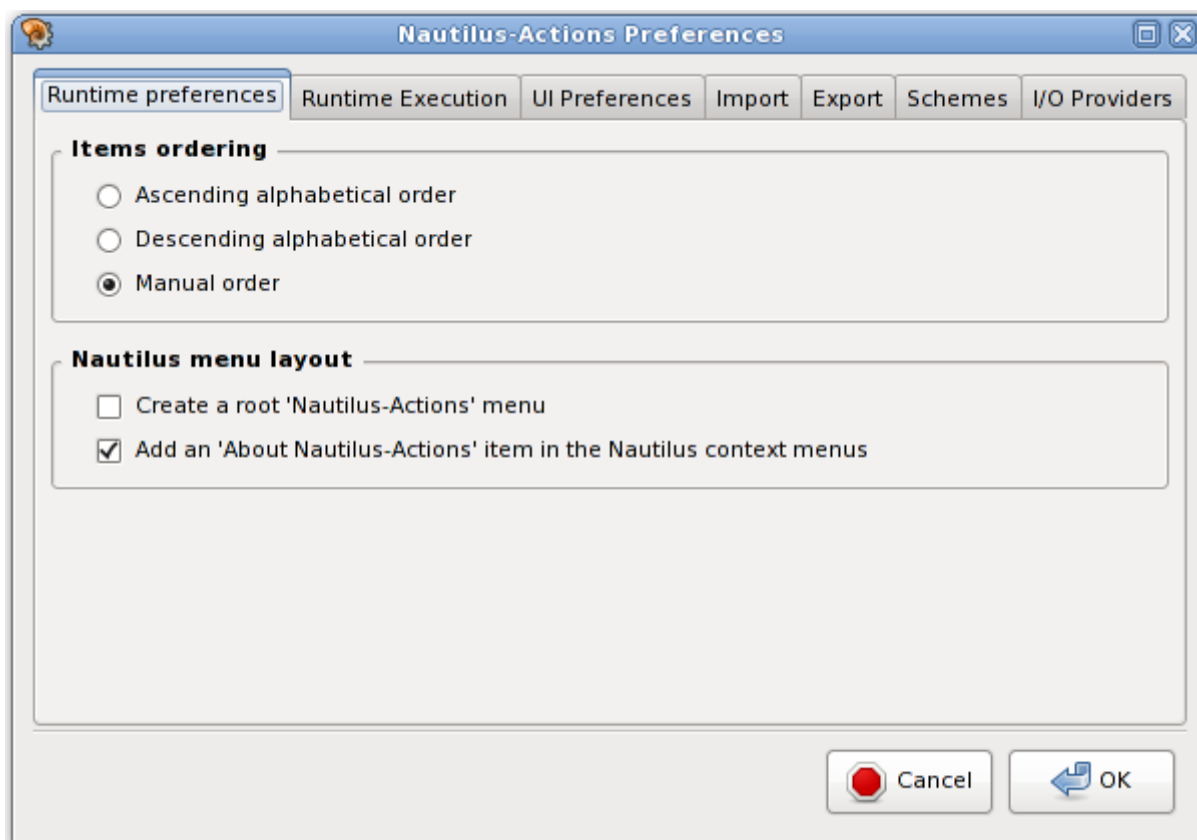 Nautilus-Actions Preferences
Runtime preferences Runtime Execution UI Preferences Import Export Schemes I/O Providers
Items ordering
Ascending alphabetical order
Descending alphabetical order
Manual order
Nautilus menu layout
Create a root 'Nautilus-Actions' menu
Add an 'About Nautilus-Actions' item in the Nautilus context menus
Cancel OK